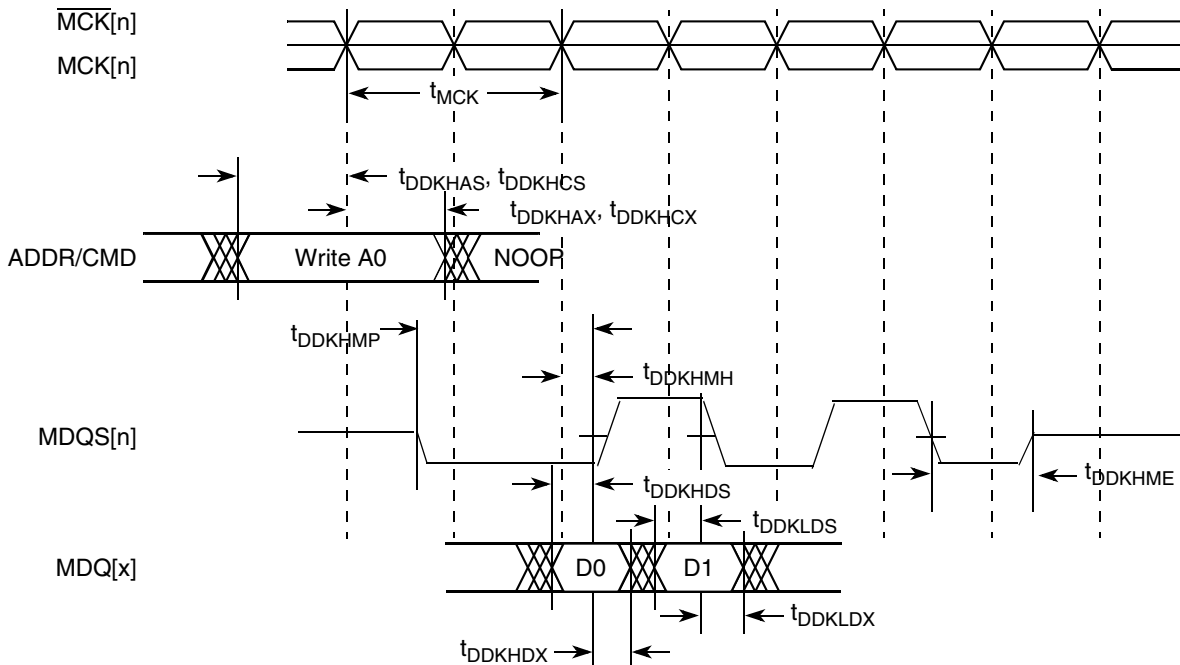 MCK[n]
MCK[n]
tMCK
tDDKHAS, tDDKHCS
tDDKHAX, tDDKHCX
ADDR/CMD
Write A0
NOOP
tDDKHMP
tDDKHMH
MDQS[n]
tDDKHME
tDDKHDS
tDDKLDS
MDQ[x]
D0
D1
tDDKLDX
tDDKHDX